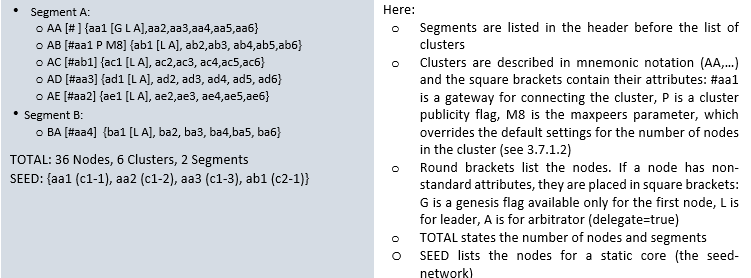 • Segment A:
o AA [# ] {aa1 [G L A],aa2,aa3,aa4,aa5,aa6}
o AB [#aa1 P M8] {ab1 [L A], ab2,ab3, ab4,ab5,ab6}
o AC [#ab1] {ac1 [L A], ac2,ac3, ac4,ac5,ac6}
o AD [#aa3] {ad1 [L A], ad2, ad3, ad4, ad5, ad6}
o AE [#aa2] {ae1 [L A], ae2,ae3, ae4,ae5,ae6}
• Segment B:
o BA [#aa4] {ba1 [L A], ba2, ba3, ba4,ba5, ba6}
TOTAL: 36 Nodes, 6 Clusters, 2 Segments
SEED: {aa1 (c1-1), aa2 (c1-2), aa3 (c1-3), ab1 (c2-1)}
Here:
o Segments are listed in the header before the list of
clusters
o Clusters are described in mnemonic notation (AA,...)
and the square brackets contain their attributes: #aa1
is a gateway for connecting the cluster, P is a cluster
publicity flag, M8 is the maxpeers parameter, which
overrides the default settings for the number of nodes
in the cluster (see 3.7.1.2)
o Round brackets list the nodes. If a node has non-
standard attributes, they are placed in square brackets:
G is a genesis flag available only for the first node, L is
for leader, A is for arbitrator (delegate=true)
o TOTAL states the number of nodes and segments
o SEED lists the nodes for a static core (the seed-
network)